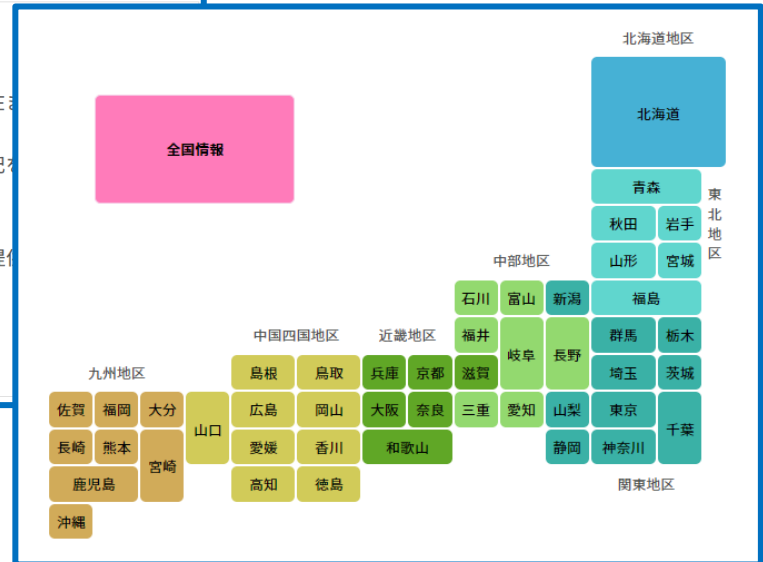 北海道地区
北海道
全国情報
青森
東北地区
秋田 岩手
山形 宮城
中部地区
石川 富山 新潟 福島
中国四国地区 近畿地区 福井 岐阜 長野 群馬 栃木
九州地区 島根 鳥取 兵庫 京都 滋賀 埼玉 茨城
佐賀 福岡 大分 山口 広島 岡山 大阪 奈良 三重 愛知 山梨 東京 千葉
長崎 熊本 宮崎 愛媛 香川 和歌山 静岡 神奈川
鹿児島 高知 徳島 関東地区
沖縄